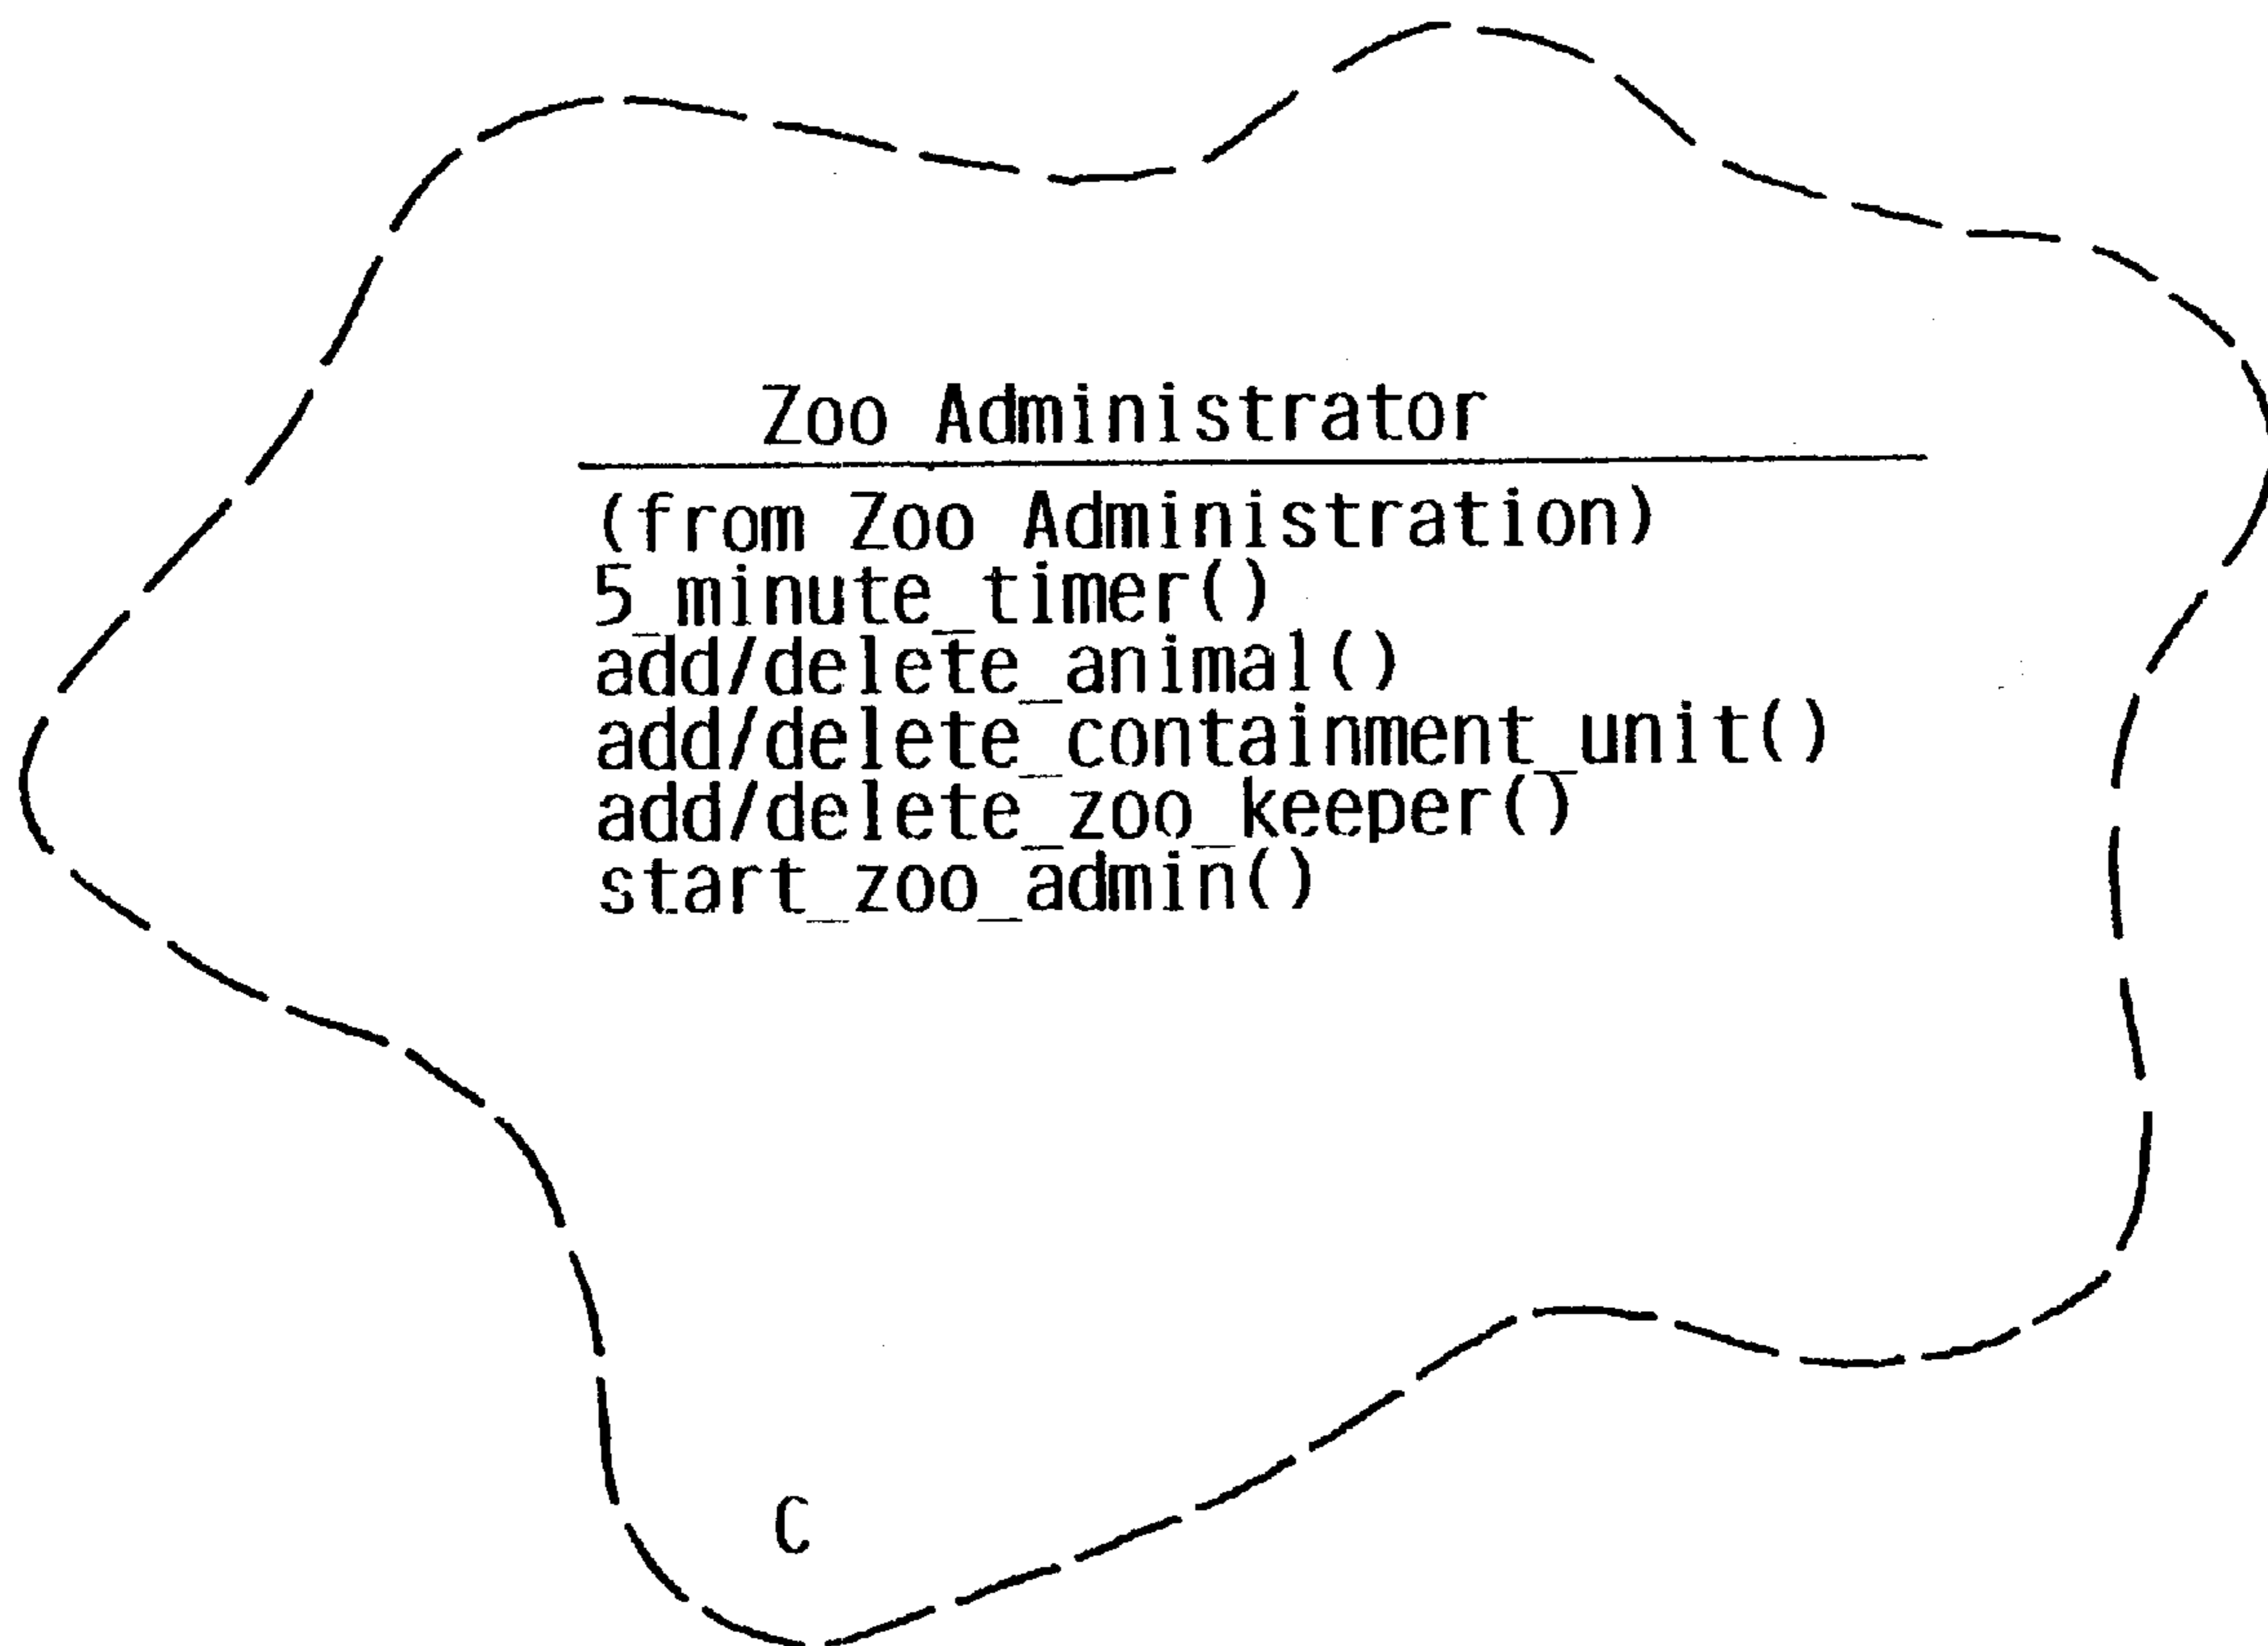 Zoo Administrator
(from Zoo Administration)
5_minute_timer()
add/delete_animal()
add/delete_containment_unit()
add/delete_zoo_keeper()
start_zoo_admin()
C